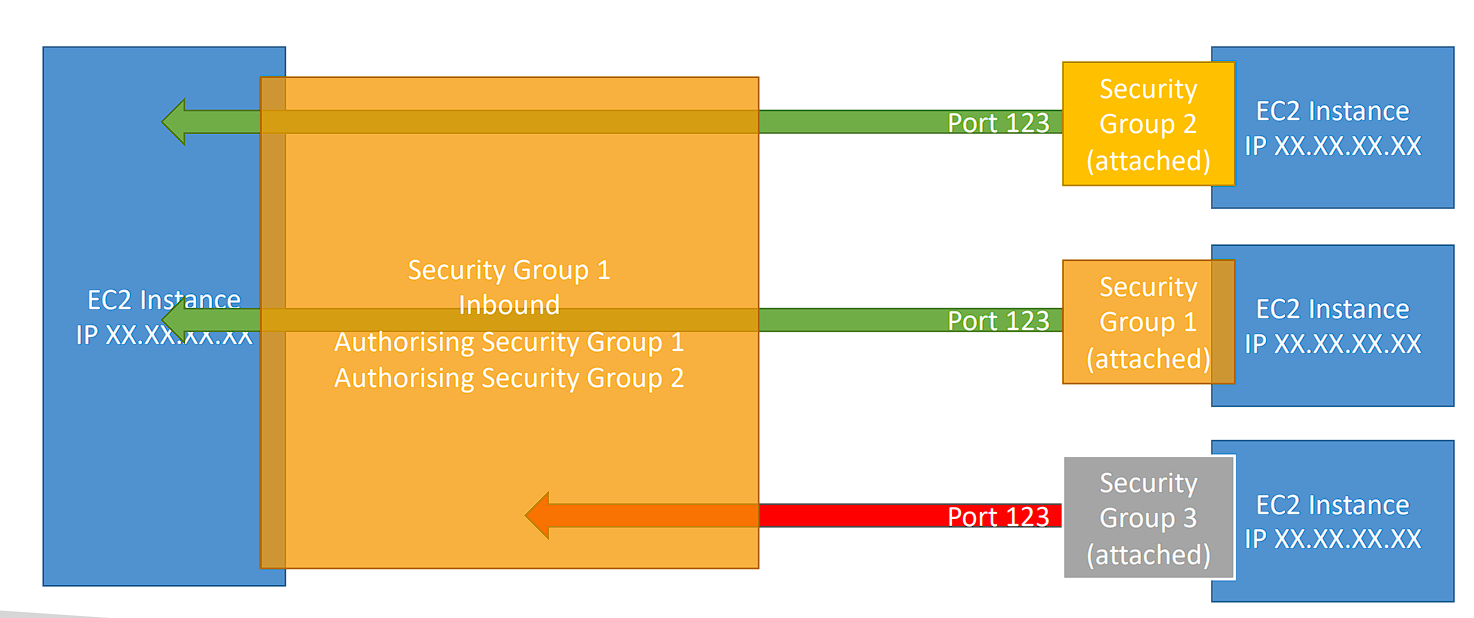 EC2 Instance
IP XX.XX.XX.XX
Security Group 1
Inbound
Authorising Security Group 1
Authorising Security Group 2
Port 123
Security
Group 2
(attached)
EC2 Instance
IP XX.XX.XX.XX
Port 123
Security
Group 1
(attached)
EC2 Instance
IP XX.XX.XX.XX
Port 123
Security
Group 3
(attached)
EC2 Instance
IP XX.XX.XX.XX